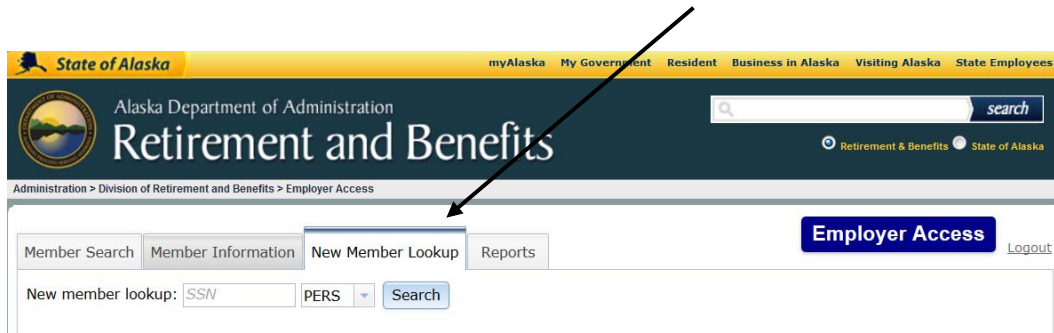 State of Alaska myAlaska My Government Resident Business in Alaska Visiting Alaska State Employees
Alaska Department of Administration
Retirement and Benefits
search
Retirement & Benefits State of Alaska
Administration > Division of Retirement and Benefits > Employer Access
Employer Access
Logout
Member Search Member Information New Member Lookup Reports
New member lookup: SSN PERS Search